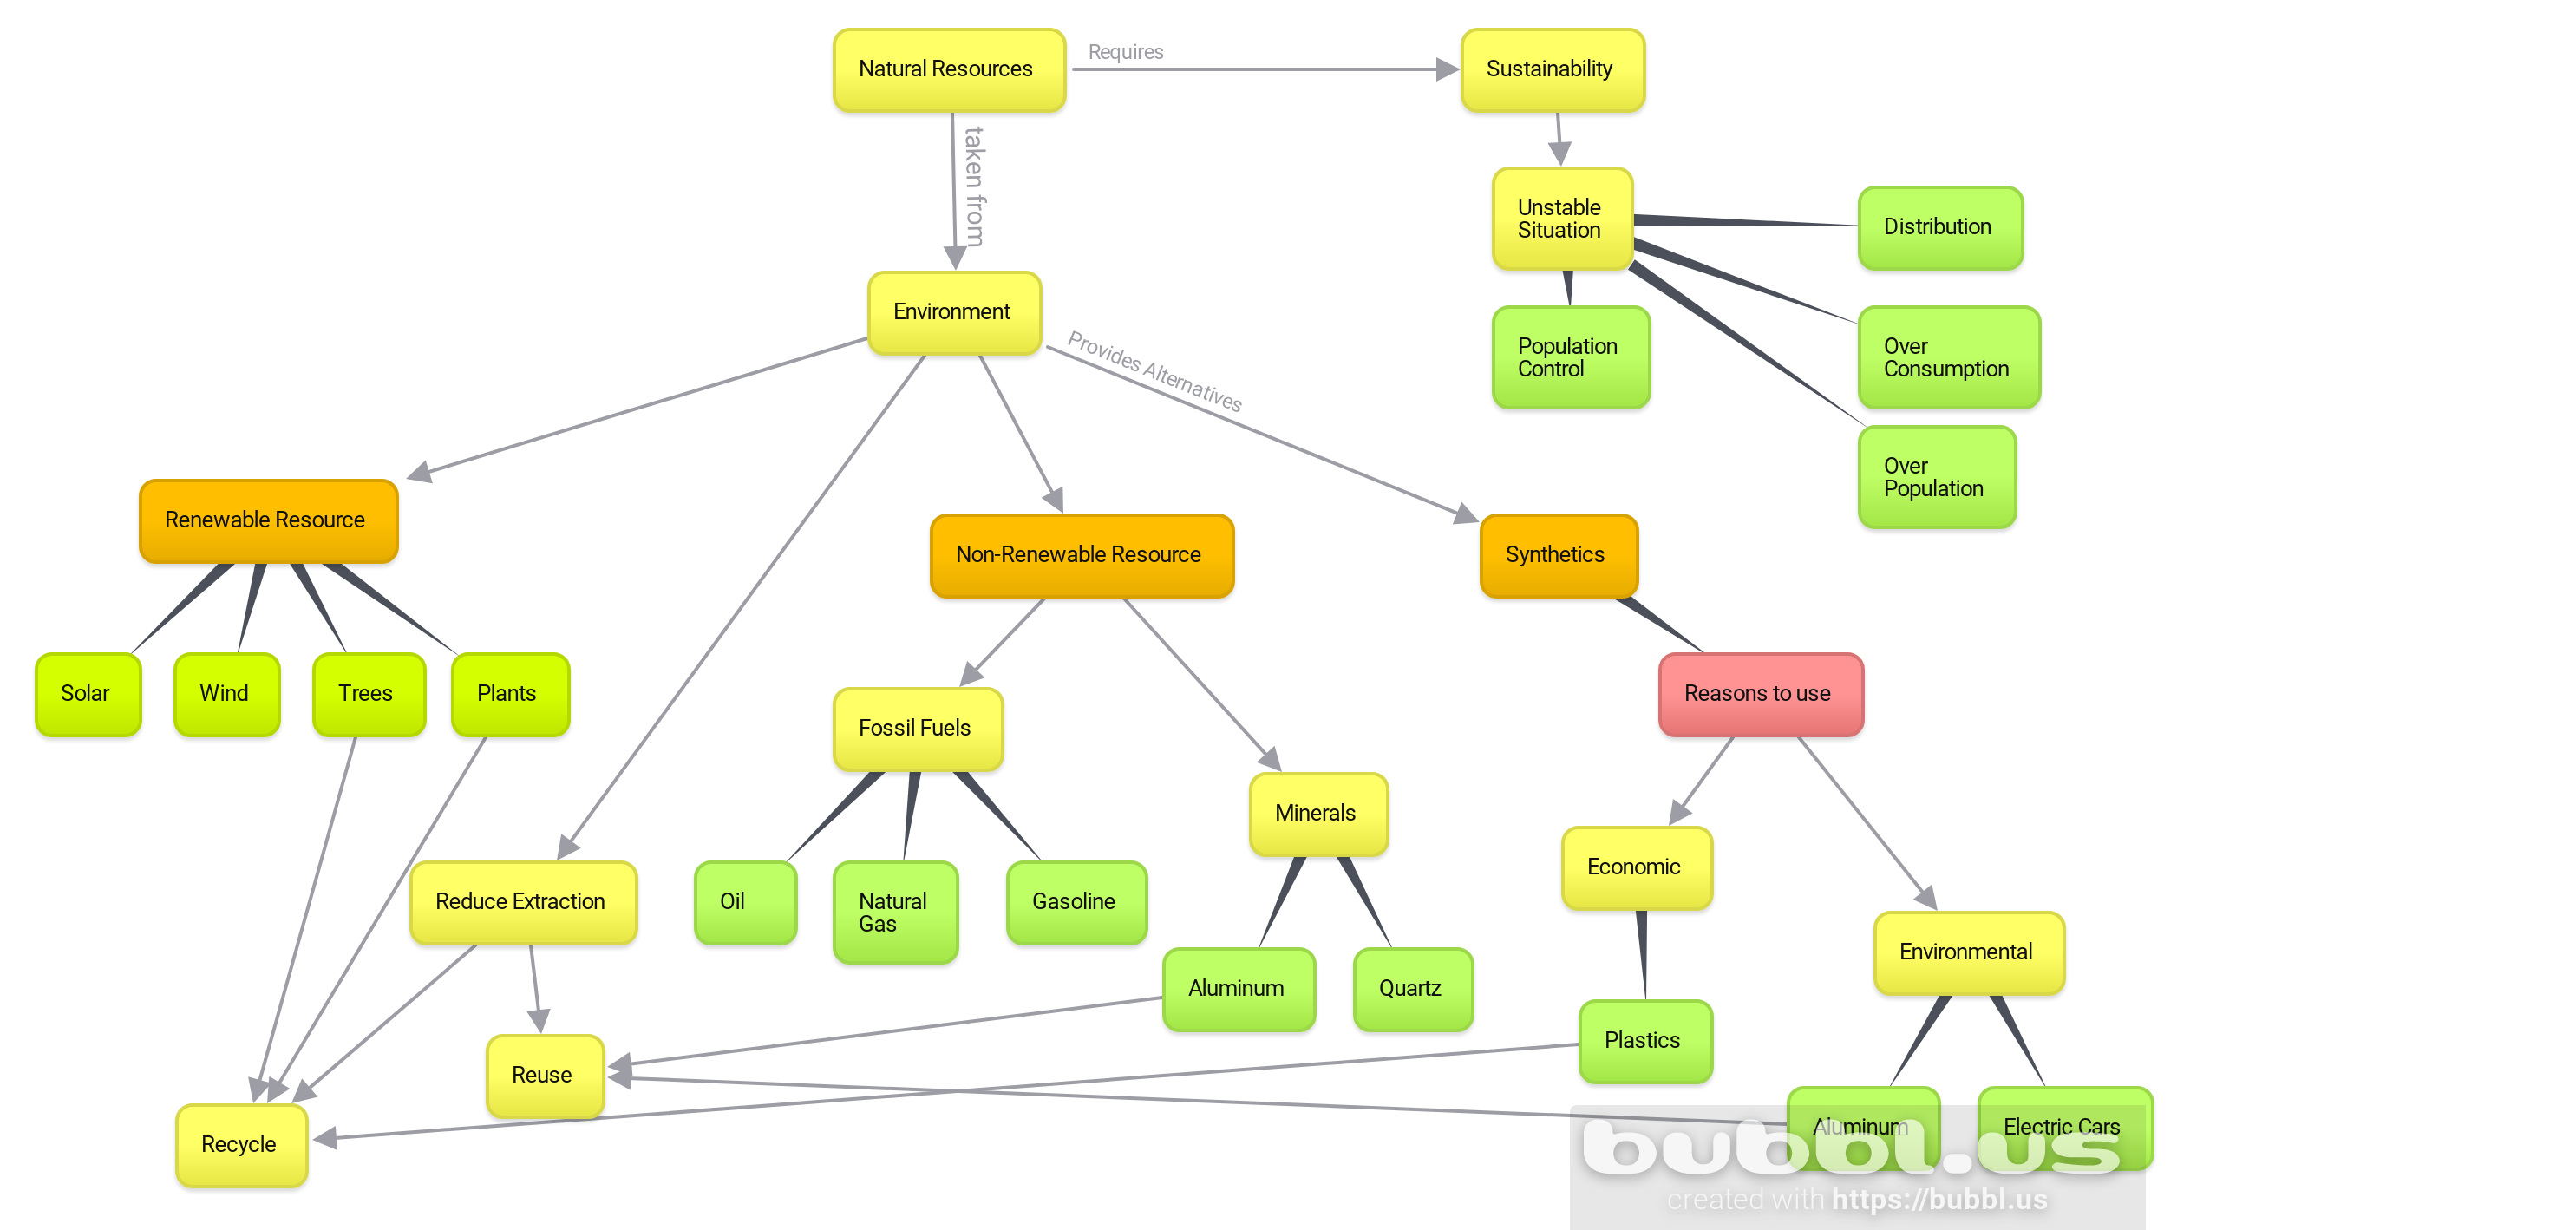 Natural Resources
Requires
Sustainability
taken from
Unstable
Situation
Distribution
Environment
Provides Alternatives
Population
Control
Over
Consumption
Over
Population
Renewable Resource
Non-Renewable Resource
Synthetics
Solar
Wind
Trees
Plants
Reasons to use
Fossil Fuels
Minerals
Economic
Reduce Extraction
Oil
Natural
Gas
Gasoline
Environmental
Aluminum
Quartz
Plastics
Reuse
Recycle
Aluminum
Electric Cars
bubbl.us
created with https://bubbl.us